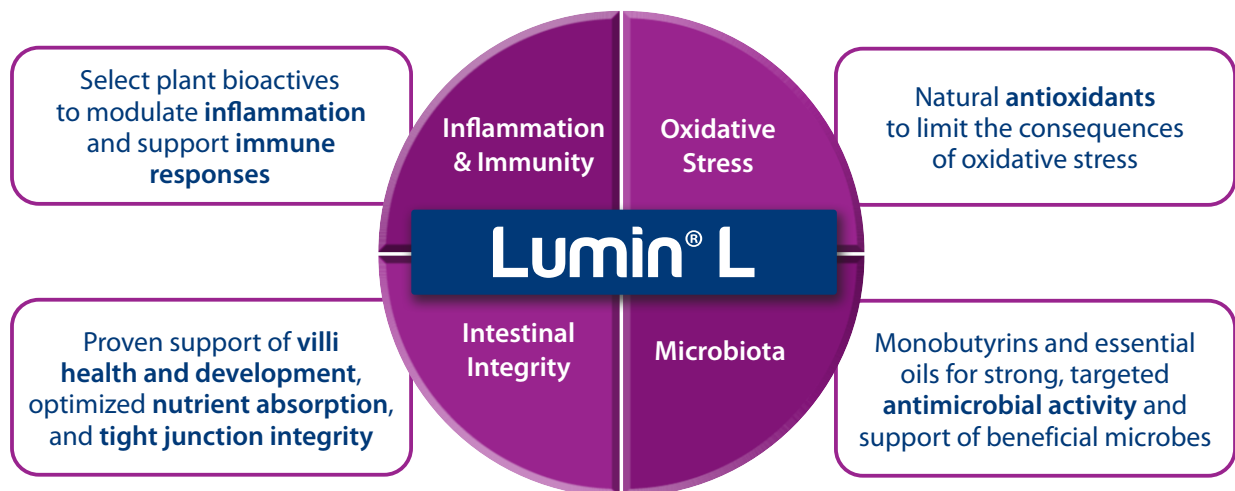 Select plant bioactives
to modulate inflammation
and support immune
responses
Inflammation
& Immunity
Oxidative
Stress
Natural antioxidants
to limit the consequences
of oxidative stress
Lumin® L
Proven support of villi
health and development,
optimized nutrient absorption,
and tight junction integrity
Intestinal
Integrity
Microbiota
Monobutyrins and essential
oils for strong, targeted
antimicrobial activity and
support of beneficial microbes